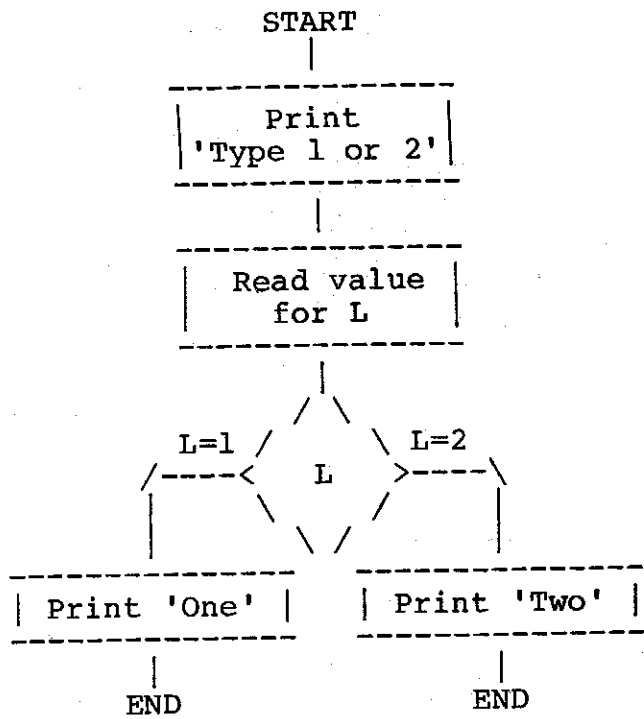 START
Print
'Type 1 or 2'
Read value
for L
L=1
L
L=2
Print 'One'
Print 'Two'
END
END